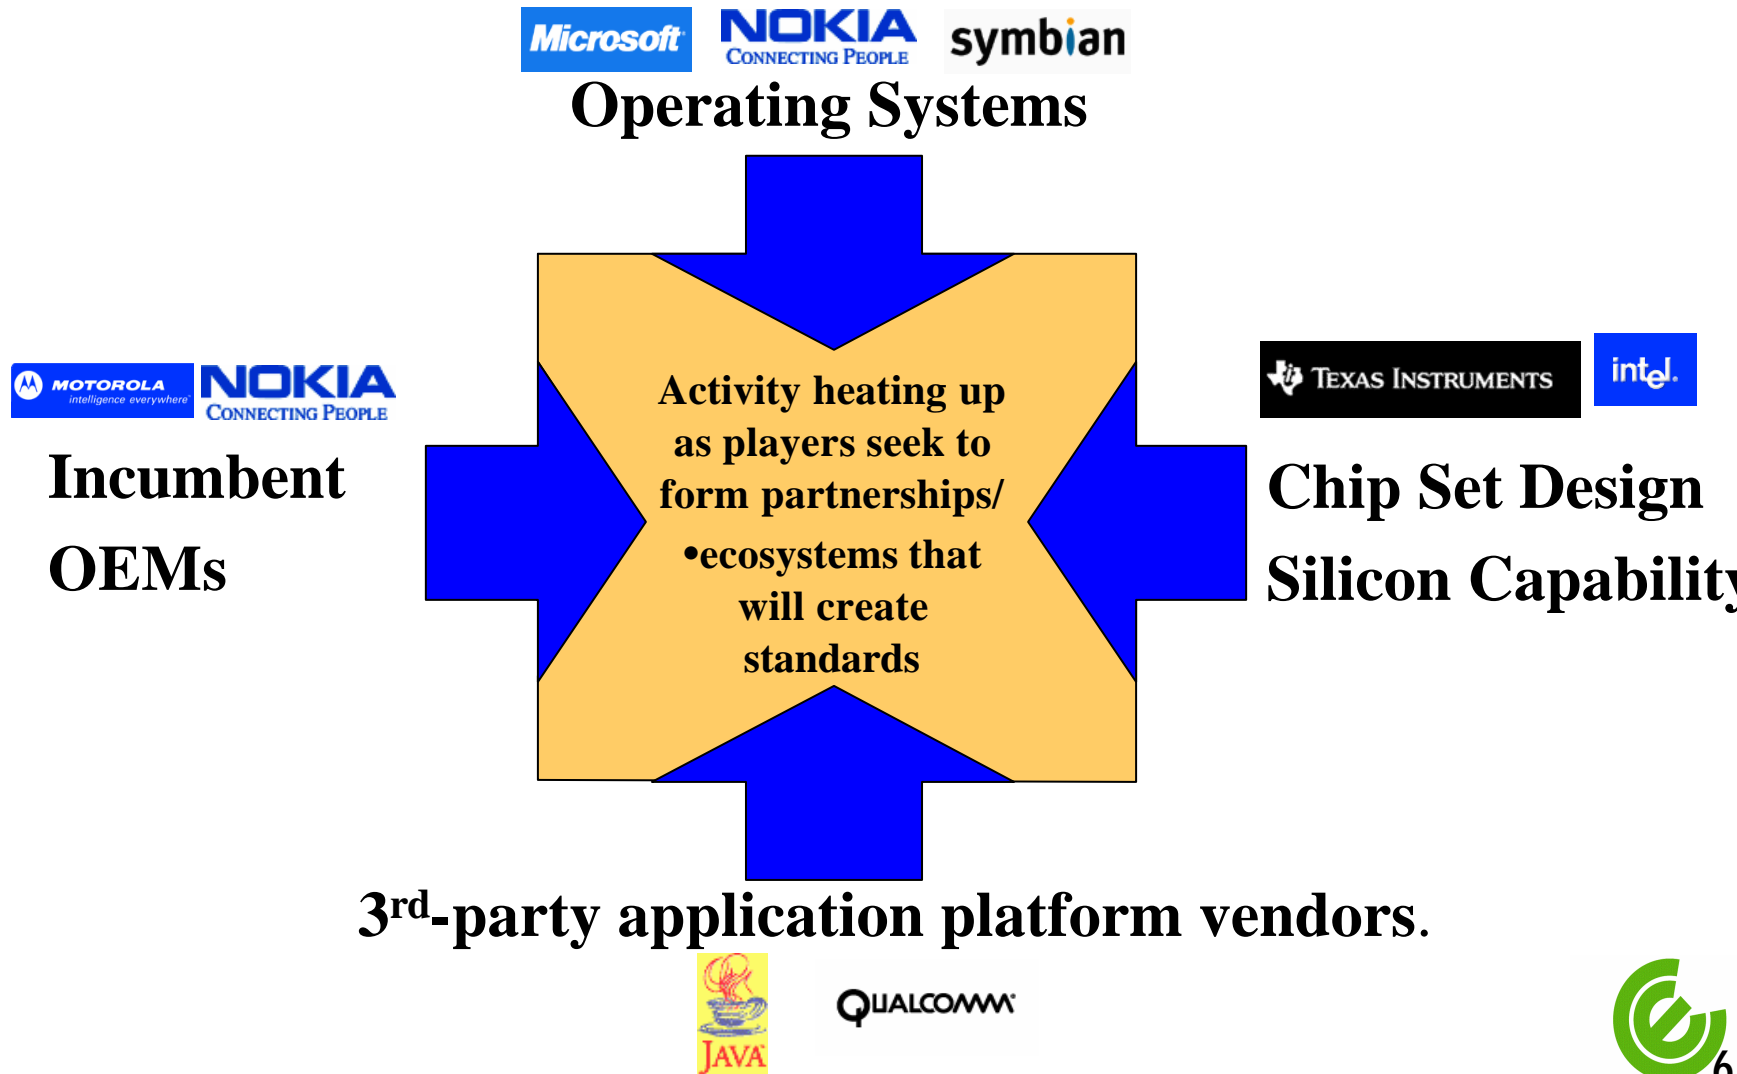 Microsoft
NOKIA
CONNECTING PEOPLE
symbian
Operating Systems
MOTOROLA
intelligence everywhere
NOKIA
CONNECTING PEOPLE
Incumbent
OEMs
Activity heating up
as players seek to
form partnerships/
•ecosystems that
will create
standards
TEXAS INSTRUMENTS
intel.
Chip Set Design
Silicon Capability
3rd-party application platform vendors.
JAVA
QUALCOMM
6